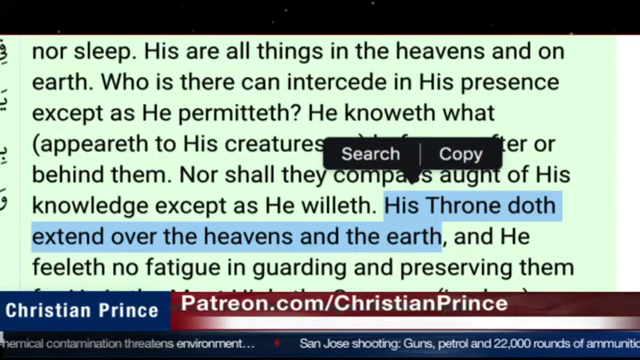 nor sleep. His are all things in the heavens and on
earth. Who is there can intercede in His presence
except as He permitteth? He knoweth what
(appeareth to His creatures
after or
Search Copy
behind them. Nor shall they compass aught of His
knowledge except as He willeth. His Throne doth
extend over the heavens and the earth, and He
feeleth no fatigue in guarding and preserving them
Christian Prince
Patreon.com/ChristianPrince
hemical contamination threatens environment... San Jose shooting: Guns, petrol and 22,000 rounds of ammunitio